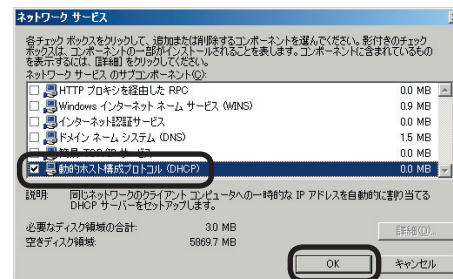 ネットワーク サービス
各チェック ボックスをクリックして、追加または削除するコンポーネントを選んでください。影付きのチェック
ボックスは、コンポーネントの一部がインストールされることを表します。コンポーネントに含まれているもの
を表示するには、[詳細] をクリックしてください。
ネットワーク サービスのサブコンポーネント(C):
HTTP プロキシを経由した RPC 0.0 MB
Windows インターネット ネーム サービス (WINS) 0.9 MB
インターネット認証サービス 0.0 MB
ドメイン ネーム システム (DNS) 1.5 MB
簡易 TCP/IP サービス 0.0 MB
動的ホスト構成プロトコル (DHCP) 0.0 MB
説明: 同じネットワークのクライアント コンピュータへの一時的な IP アドレスを自動的に割り当てる
DHCP サーバーをセットアップします。
必要なディスク領域の合計: 3.0 MB
空きディスク領域: 5869.7 MB
詳細(D)...
OK キャンセル